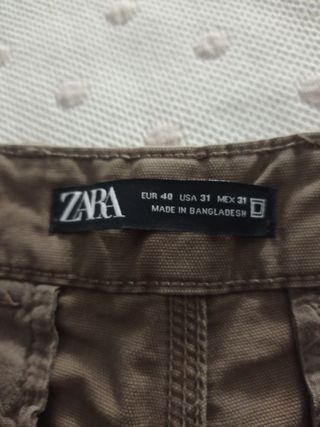 ZARA
EUR 40 USA 31 MEX 31
MADE IN BANGLADESH